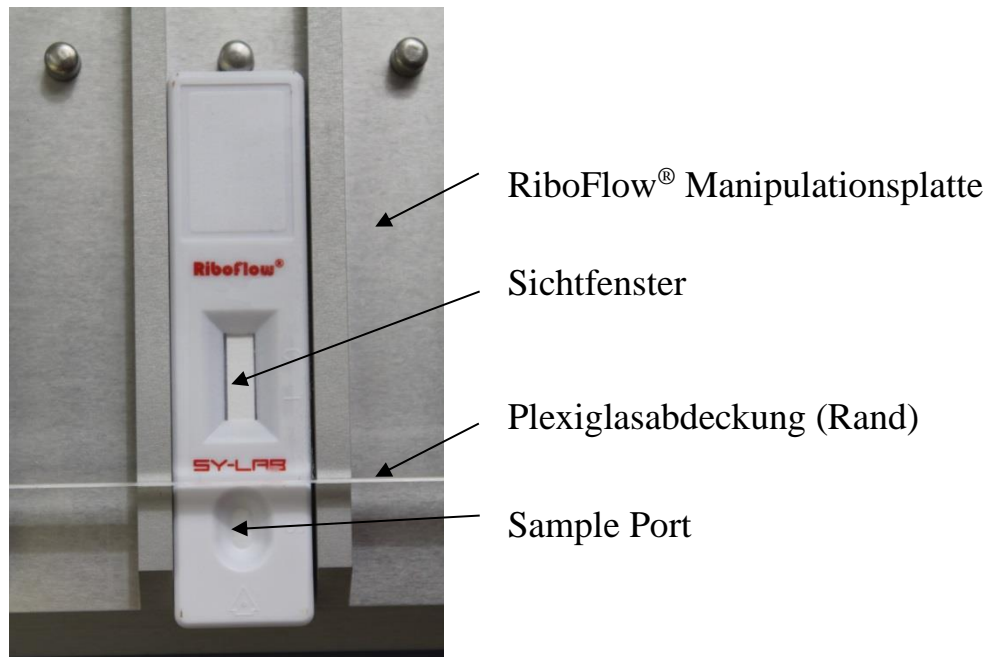 RiboFlow® Manipulationsplatte
Sichtfenster
Plexiglasabdeckung (Rand)
Sample Port
RiboFlow®
SY-LAB